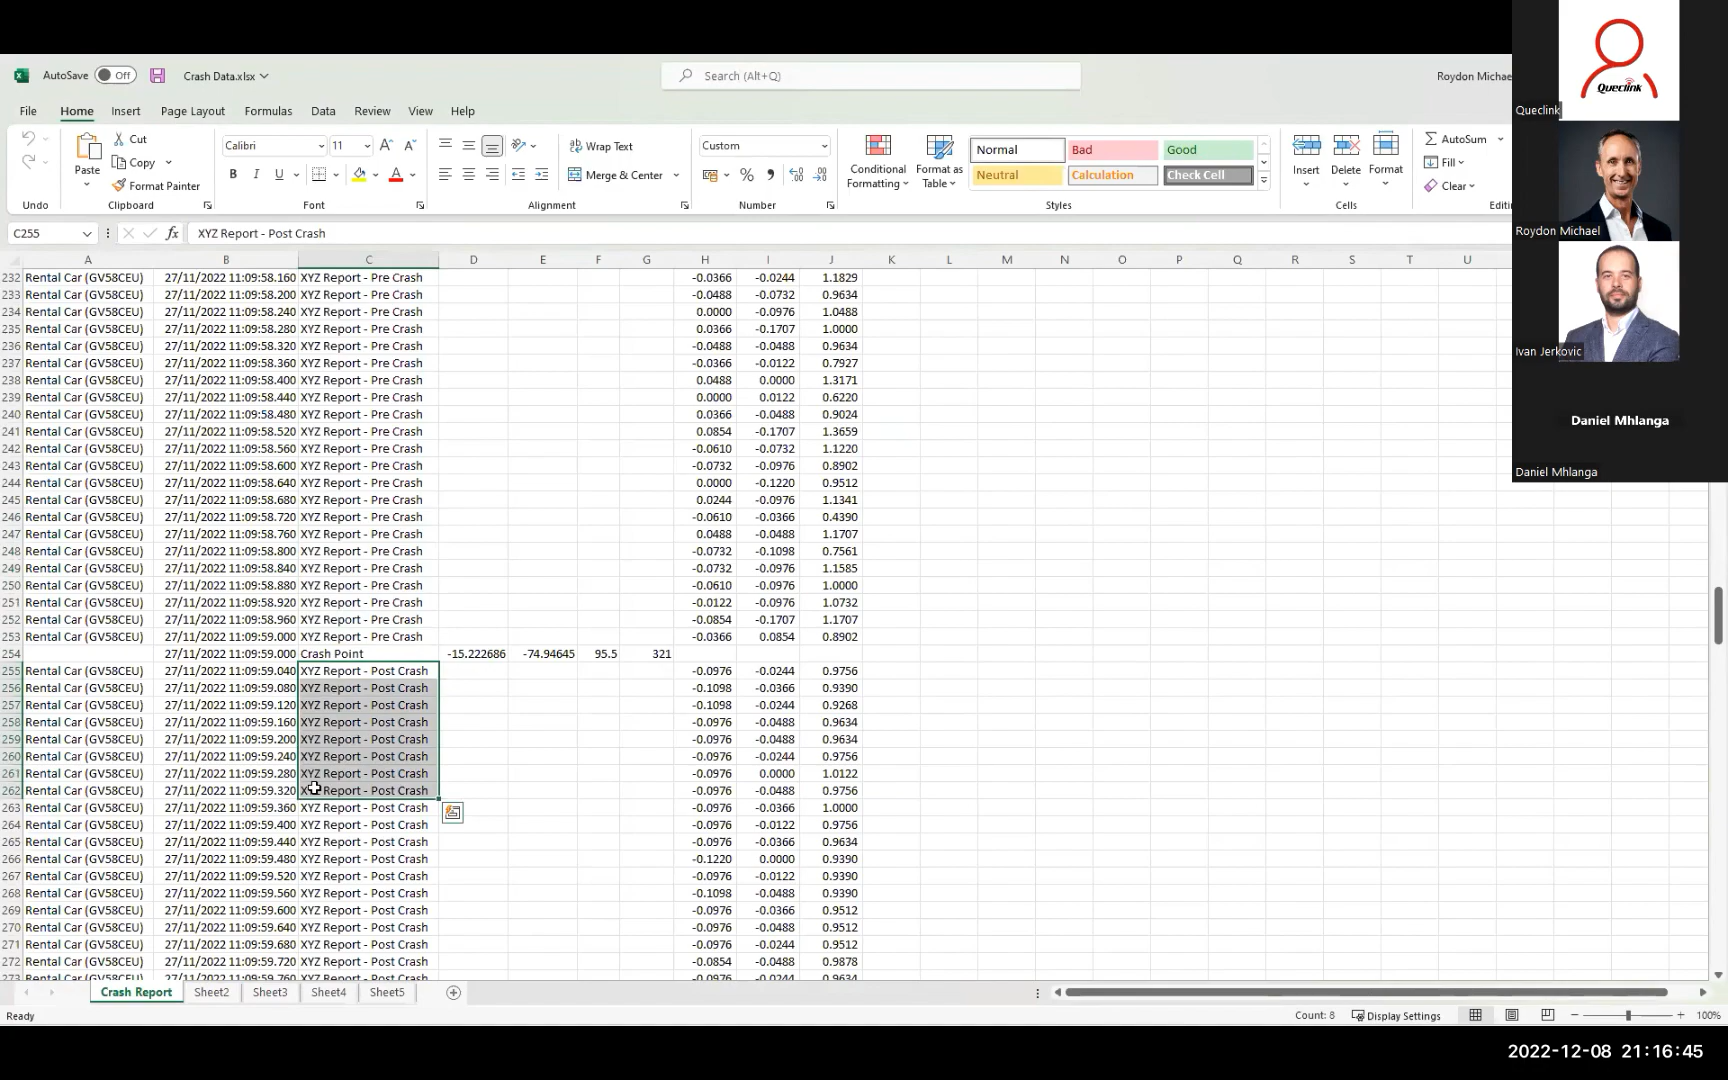 AutoSave Off Crash Data.xlsx Search (Alt+Q) Roydon Michae
File Home Insert Page Layout Formulas Data Review View Help
Undo
Paste Cut Copy Format Painter
Clipboard
Calibri 11
B I U
Font
Wrap Text
Merge & Center
Alignment
Custom
Number
Conditional Formatting
Format as Table
Normal Bad Good
Neutral Calculation Check Cell
Styles
Insert Delete Format
Cells
AutoSum
Fill
Clear
Editi
C255 fx XYZ Report - Post Crash
A B C D E F G H I J K L M N O P Q R S T U
232 Rental Car (GV58CEU) 27/11/2022 11:09:58.160 XYZ Report - Pre Crash -0.0366 -0.0244 1.1829
233 Rental Car (GV58CEU) 27/11/2022 11:09:58.200 XYZ Report - Pre Crash -0.0488 -0.0732 0.9634
234 Rental Car (GV58CEU) 27/11/2022 11:09:58.240 XYZ Report - Pre Crash 0.0000 -0.0976 1.0488
235 Rental Car (GV58CEU) 27/11/2022 11:09:58.280 XYZ Report - Pre Crash 0.0366 -0.1707 1.0000
236 Rental Car (GV58CEU) 27/11/2022 11:09:58.320 XYZ Report - Pre Crash -0.0488 -0.0488 0.9634
237 Rental Car (GV58CEU) 27/11/2022 11:09:58.360 XYZ Report - Pre Crash -0.0366 -0.0122 0.7927
238 Rental Car (GV58CEU) 27/11/2022 11:09:58.400 XYZ Report - Pre Crash 0.0488 0.0000 1.3171
239 Rental Car (GV58CEU) 27/11/2022 11:09:58.440 XYZ Report - Pre Crash 0.0000 0.0122 0.6220
240 Rental Car (GV58CEU) 27/11/2022 11:09:58.480 XYZ Report - Pre Crash 0.0366 -0.0488 0.9024
241 Rental Car (GV58CEU) 27/11/2022 11:09:58.520 XYZ Report - Pre Crash 0.0854 -0.1707 1.3659
242 Rental Car (GV58CEU) 27/11/2022 11:09:58.560 XYZ Report - Pre Crash -0.0610 -0.0732 1.1220
243 Rental Car (GV58CEU) 27/11/2022 11:09:58.600 XYZ Report - Pre Crash -0.0732 -0.0976 0.8902
244 Rental Car (GV58CEU) 27/11/2022 11:09:58.640 XYZ Report - Pre Crash 0.0000 -0.1220 0.9512
245 Rental Car (GV58CEU) 27/11/2022 11:09:58.680 XYZ Report - Pre Crash 0.0244 -0.0976 1.1341
246 Rental Car (GV58CEU) 27/11/2022 11:09:58.720 XYZ Report - Pre Crash -0.0610 -0.0366 0.4390
247 Rental Car (GV58CEU) 27/11/2022 11:09:58.760 XYZ Report - Pre Crash 0.0488 -0.0488 1.1707
248 Rental Car (GV58CEU) 27/11/2022 11:09:58.800 XYZ Report - Pre Crash -0.0732 -0.1098 0.7561
249 Rental Car (GV58CEU) 27/11/2022 11:09:58.840 XYZ Report - Pre Crash -0.0732 -0.0976 1.1585
250 Rental Car (GV58CEU) 27/11/2022 11:09:58.880 XYZ Report - Pre Crash -0.0610 -0.0976 1.0000
251 Rental Car (GV58CEU) 27/11/2022 11:09:58.920 XYZ Report - Pre Crash -0.0122 -0.0976 1.0732
252 Rental Car (GV58CEU) 27/11/2022 11:09:58.960 XYZ Report - Pre Crash -0.0854 -0.1707 1.1707
253 Rental Car (GV58CEU) 27/11/2022 11:09:59.000 XYZ Report - Pre Crash -0.0366 0.0854 0.8902
254 27/11/2022 11:09:59.000 Crash Point -15.222686 -74.94645 95.5 321
255 Rental Car (GV58CEU) 27/11/2022 11:09:59.040 XYZ Report - Post Crash -0.0976 -0.0244 0.9756
256 Rental Car (GV58CEU) 27/11/2022 11:09:59.080 XYZ Report - Post Crash -0.1098 -0.0366 0.9390
257 Rental Car (GV58CEU) 27/11/2022 11:09:59.120 XYZ Report - Post Crash -0.1098 -0.0244 0.9268
258 Rental Car (GV58CEU) 27/11/2022 11:09:59.160 XYZ Report - Post Crash -0.0976 -0.0488 0.9634
259 Rental Car (GV58CEU) 27/11/2022 11:09:59.200 XYZ Report - Post Crash -0.0976 -0.0488 0.9634
260 Rental Car (GV58CEU) 27/11/2022 11:09:59.240 XYZ Report - Post Crash -0.0976 -0.0244 0.9756
261 Rental Car (GV58CEU) 27/11/2022 11:09:59.280 XYZ Report - Post Crash -0.0976 0.0000 1.0122
262 Rental Car (GV58CEU) 27/11/2022 11:09:59.320 XYZ Report - Post Crash -0.0976 -0.0488 0.9756
263 Rental Car (GV58CEU) 27/11/2022 11:09:59.360 XYZ Report - Post Crash -0.0976 -0.0366 1.0000
264 Rental Car (GV58CEU) 27/11/2022 11:09:59.400 XYZ Report - Post Crash -0.0976 -0.0122 0.9756
265 Rental Car (GV58CEU) 27/11/2022 11:09:59.440 XYZ Report - Post Crash -0.0976 -0.0366 0.9634
266 Rental Car (GV58CEU) 27/11/2022 11:09:59.480 XYZ Report - Post Crash -0.1220 0.0000 0.9390
267 Rental Car (GV58CEU) 27/11/2022 11:09:59.520 XYZ Report - Post Crash -0.0976 -0.0122 0.9390
268 Rental Car (GV58CEU) 27/11/2022 11:09:59.560 XYZ Report - Post Crash -0.1098 -0.0488 0.9390
269 Rental Car (GV58CEU) 27/11/2022 11:09:59.600 XYZ Report - Post Crash -0.0976 -0.0366 0.9512
270 Rental Car (GV58CEU) 27/11/2022 11:09:59.640 XYZ Report - Post Crash -0.0976 -0.0488 0.9512
271 Rental Car (GV58CEU) 27/11/2022 11:09:59.680 XYZ Report - Post Crash -0.0976 -0.0244 0.9512
272 Rental Car (GV58CEU) 27/11/2022 11:09:59.720 XYZ Report - Post Crash -0.0854 -0.0488 0.9878
273 Rental Car (GV58CEU) 27/11/2022 11:09:59.760 XYZ Report - Post Crash -0.0976 -0.0244 0.9634
Crash Report Sheet2 Sheet3 Sheet4 Sheet5
Ready Count: 8 Display Settings 100%
Queclink
Queclink
Roydon Michael
Ivan Jerkovic
Daniel Mhlanga
Daniel Mhlanga
2022-12-08 21:16:45